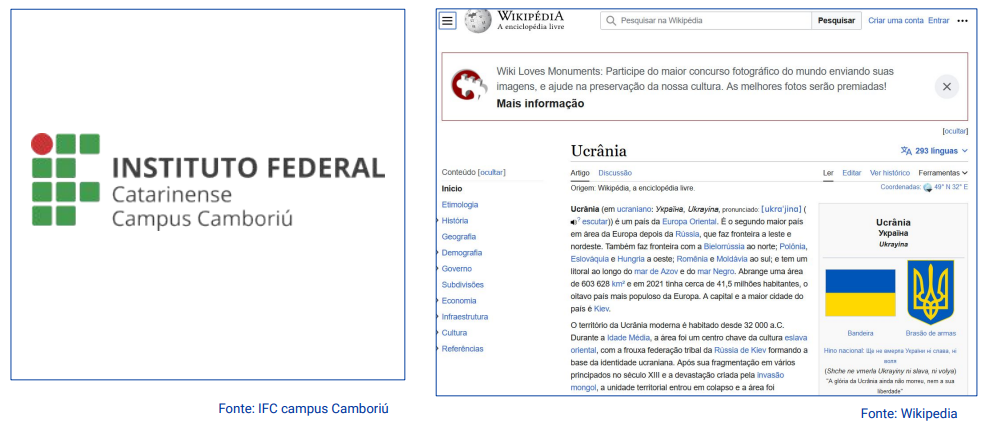 INSTITUTO FEDERAL
Catarinense
Campus Camboriú
Fonte: IFC campus Camboriú
WIKIPÉDIA
A enciclopédia livre
Pesquisar na Wikipédia
Pesquisar
Criar uma conta Entrar
Wiki Loves Monuments: Participe do maior concurso fotográfico do mundo enviando suas
imagens, e ajude na preservação da nossa cultura. As melhores fotos serão premiadas!
Mais informação
[ocultar]
Ucrânia
293 línguas
Conteúdo [ocultar]
Início
Etimologia
História
Geografia
Demografia
Governo
Subdivisões
Economia
Infraestrutura
Cultura
Referências
Artigo Discussão
Ler Editar Ver histórico Ferramentas
Origem: Wikipédia, a enciclopédia livre.
Coordenadas: 49° N 32° E
Ucrânia (em ucraniano: Україна, Ukrayina, pronunciado: [ukrɑˈjinɑ] (
? escutar)) é um país da Europa Oriental. É o segundo maior país
em área da Europa depois da Rússia, que faz fronteira a leste e
nordeste. Também faz fronteira com a Bielorrússia ao norte; Polônia,
Eslováquia e Hungria a oeste; Romênia e Moldávia ao sul; e tem um
litoral ao longo do mar de Azov e do mar Negro. Abrange uma área
de 603 628 km² e em 2021 tinha cerca de 41,5 milhões habitantes, o
oitavo país mais populoso da Europa. A capital e a maior cidade do
país é Kiev.
O território da Ucrânia moderna é habitado desde 32 000 a.C.
Durante a Idade Média, a área foi um centro chave da cultura eslava
oriental, com a frouxa federação tribal da Rússia de Kiev formando a
base da identidade ucraniana. Após sua fragmentação em vários
principados no século XIII e a devastação criada pela invasão
mongol, a unidade territorial entrou em colapso e a área foi
Ucrânia
Україна
Ukrayina
Bandeira
Brasão de armas
Hino nacional: Ще не вмерла України ні слава, ні
воля
(Shche ne vmerla Ukrayiny ni slava, ni volya)
"A glória da Ucrânia ainda não morreu, nem a sua
liberdade"
Fonte: Wikipedia